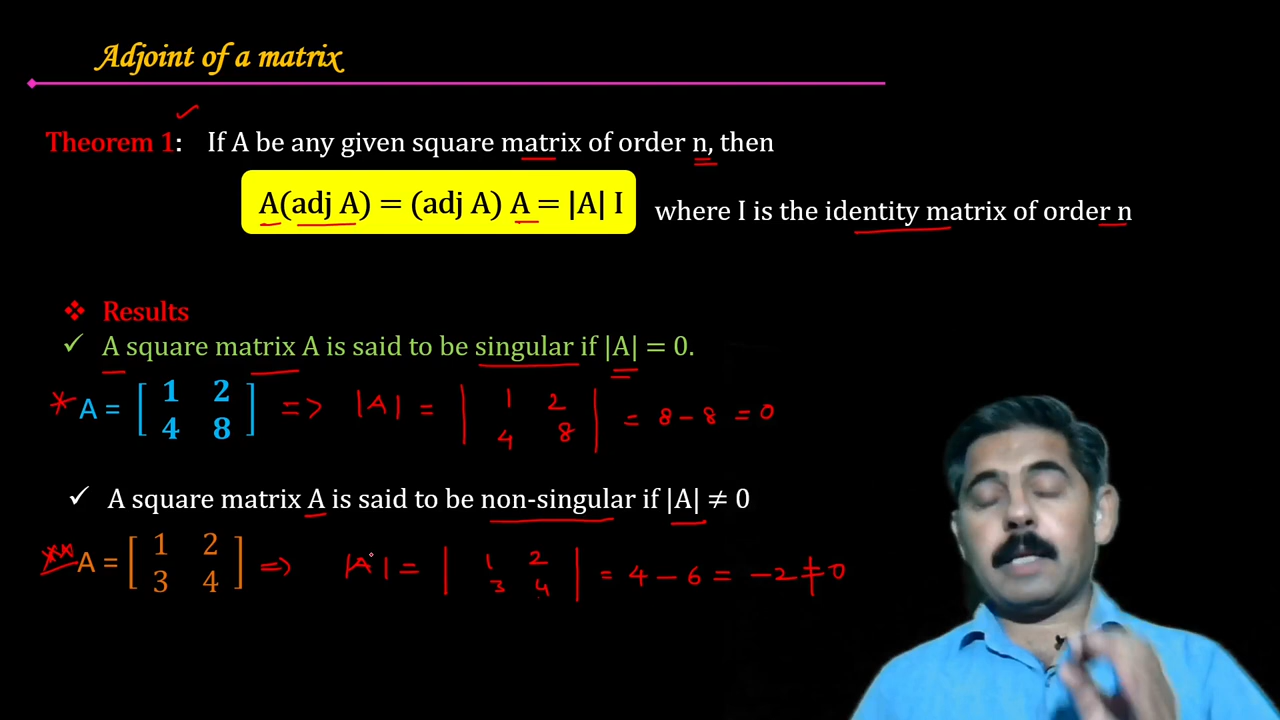 Adjoint of a matrix
Theorem 1: If A be any given square matrix of order n, then
A(adj A) = (adj A) A = |A| I where I is the identity matrix of order n
❖ Results
✓ A square matrix A is said to be singular if |A| = 0.
* A = [ 1 2 => |A| = | 1 2 | = 8 - 8 = 0
4 8 ] 4 8
✓ A square matrix A is said to be non-singular if |A| ≠ 0
** A = [ 1 2 => |A| = | 1 2 | = 4 - 6 = -2 ≠ 0
3 4 ] 3 4